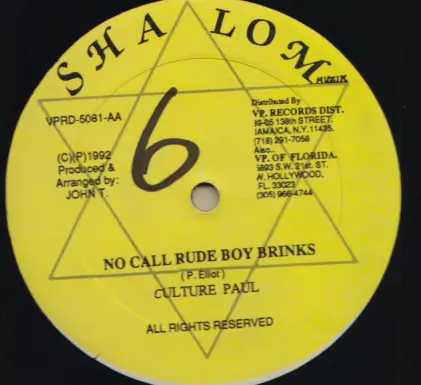 SHALOM
MUZIK
VPRD-5061-AA
(C)(P)1992
Produced &
Arranged by:
JOHN T.
6
Distributed By
VP. RECORDS DIST.
89-05 138th STREET.
JAMAICA, N,Y.11435.
(718) 291-7058
Also..
VP. OF FLORIDA.
5893 S.W. 21st. ST.
W. HOLLYWOOD,
FL. 33023
(305) 966-4744
NO CALL RUDE BOY BRINKS
( P. Elliot )
CULTURE PAUL
ALL RIGHTS RESERVED